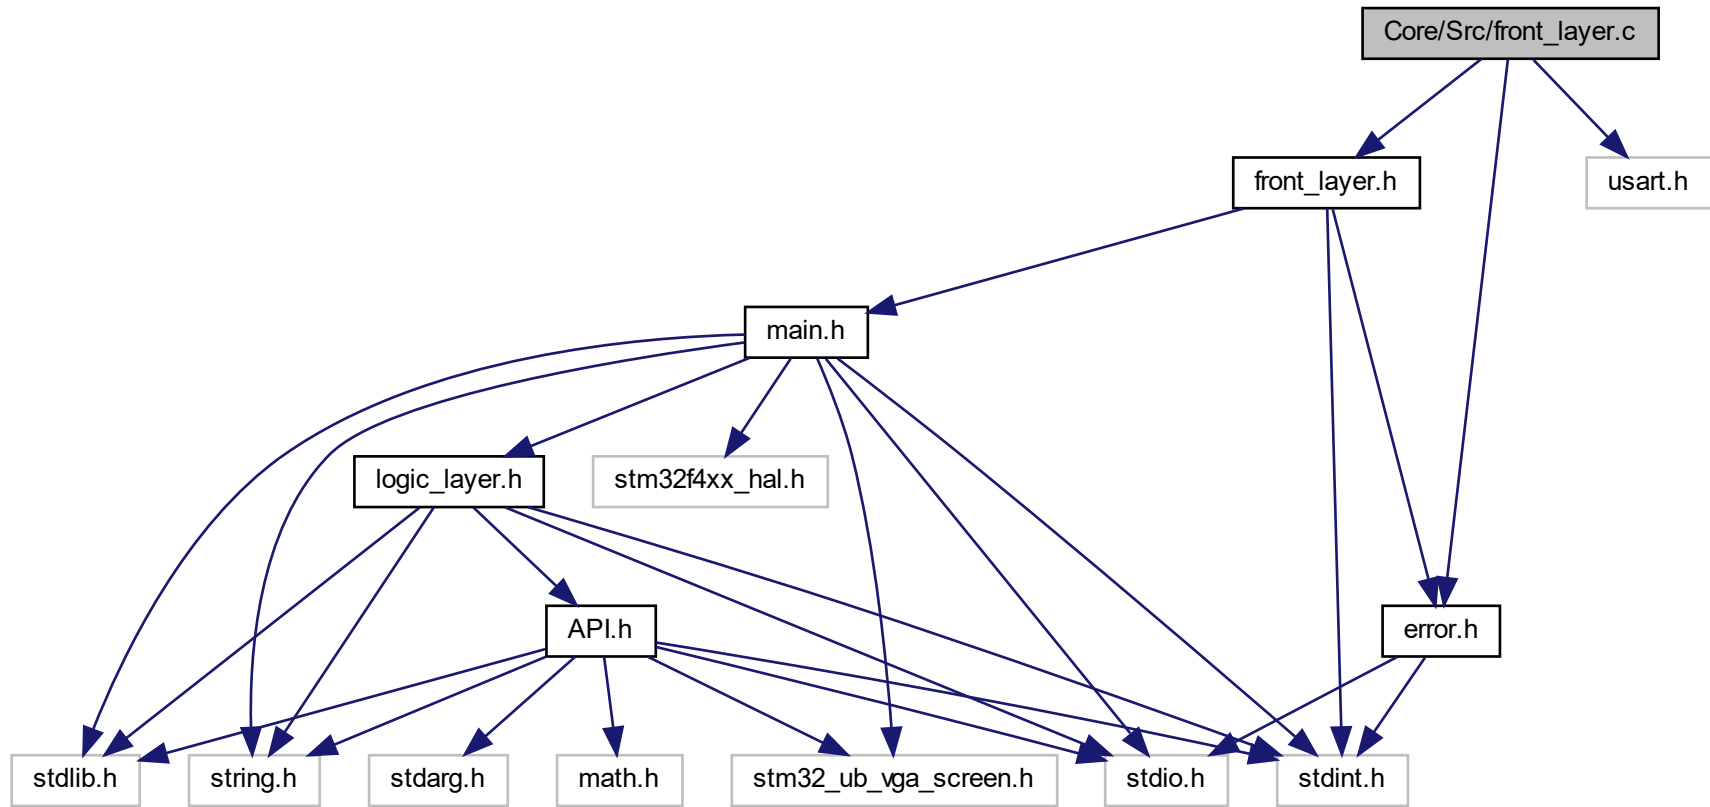 Core/Src/front_layer.c
front_layer.h
usart.h
main.h
logic_layer.h
stm32f4xx_hal.h
API.h
error.h
stdlib.h
string.h
stdarg.h
math.h
stm32_ub_vga_screen.h
stdio.h
stdint.h